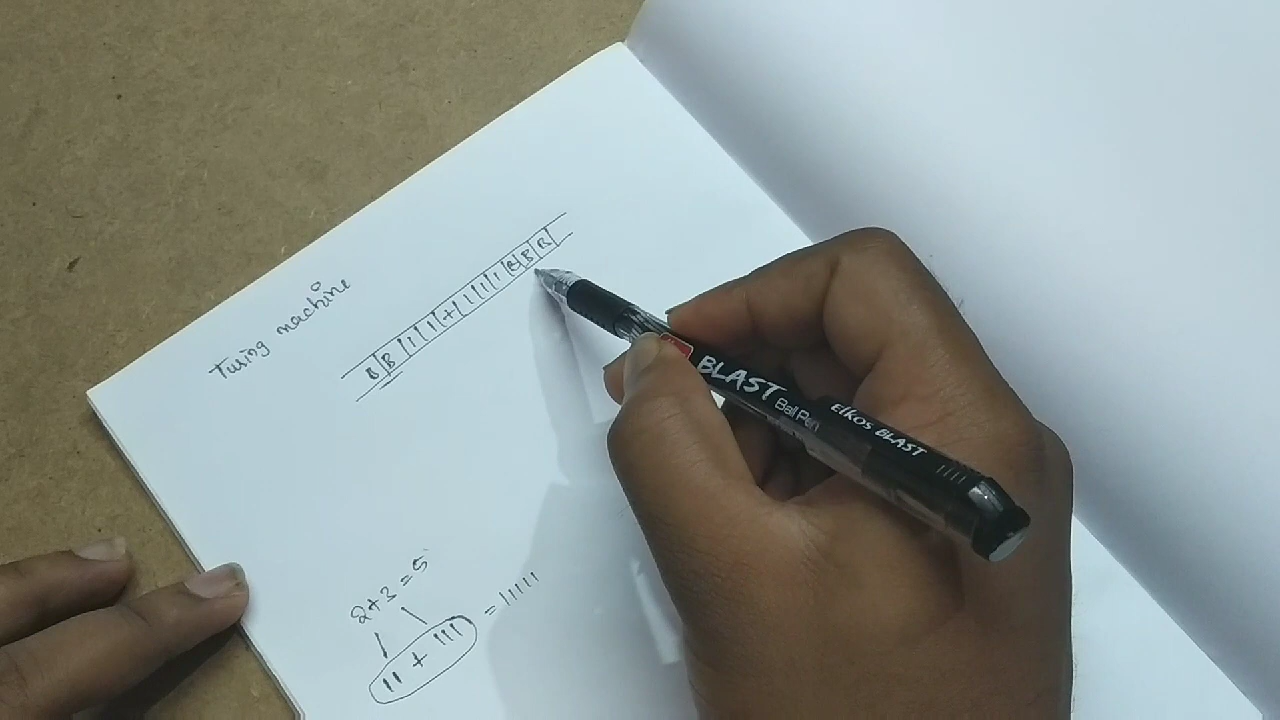 Turing machine
B B 1 1 + 1 1 1 B B B
2+3=5
11 + 111 = 11111
BLAST Ball Pen
elkos BLAST